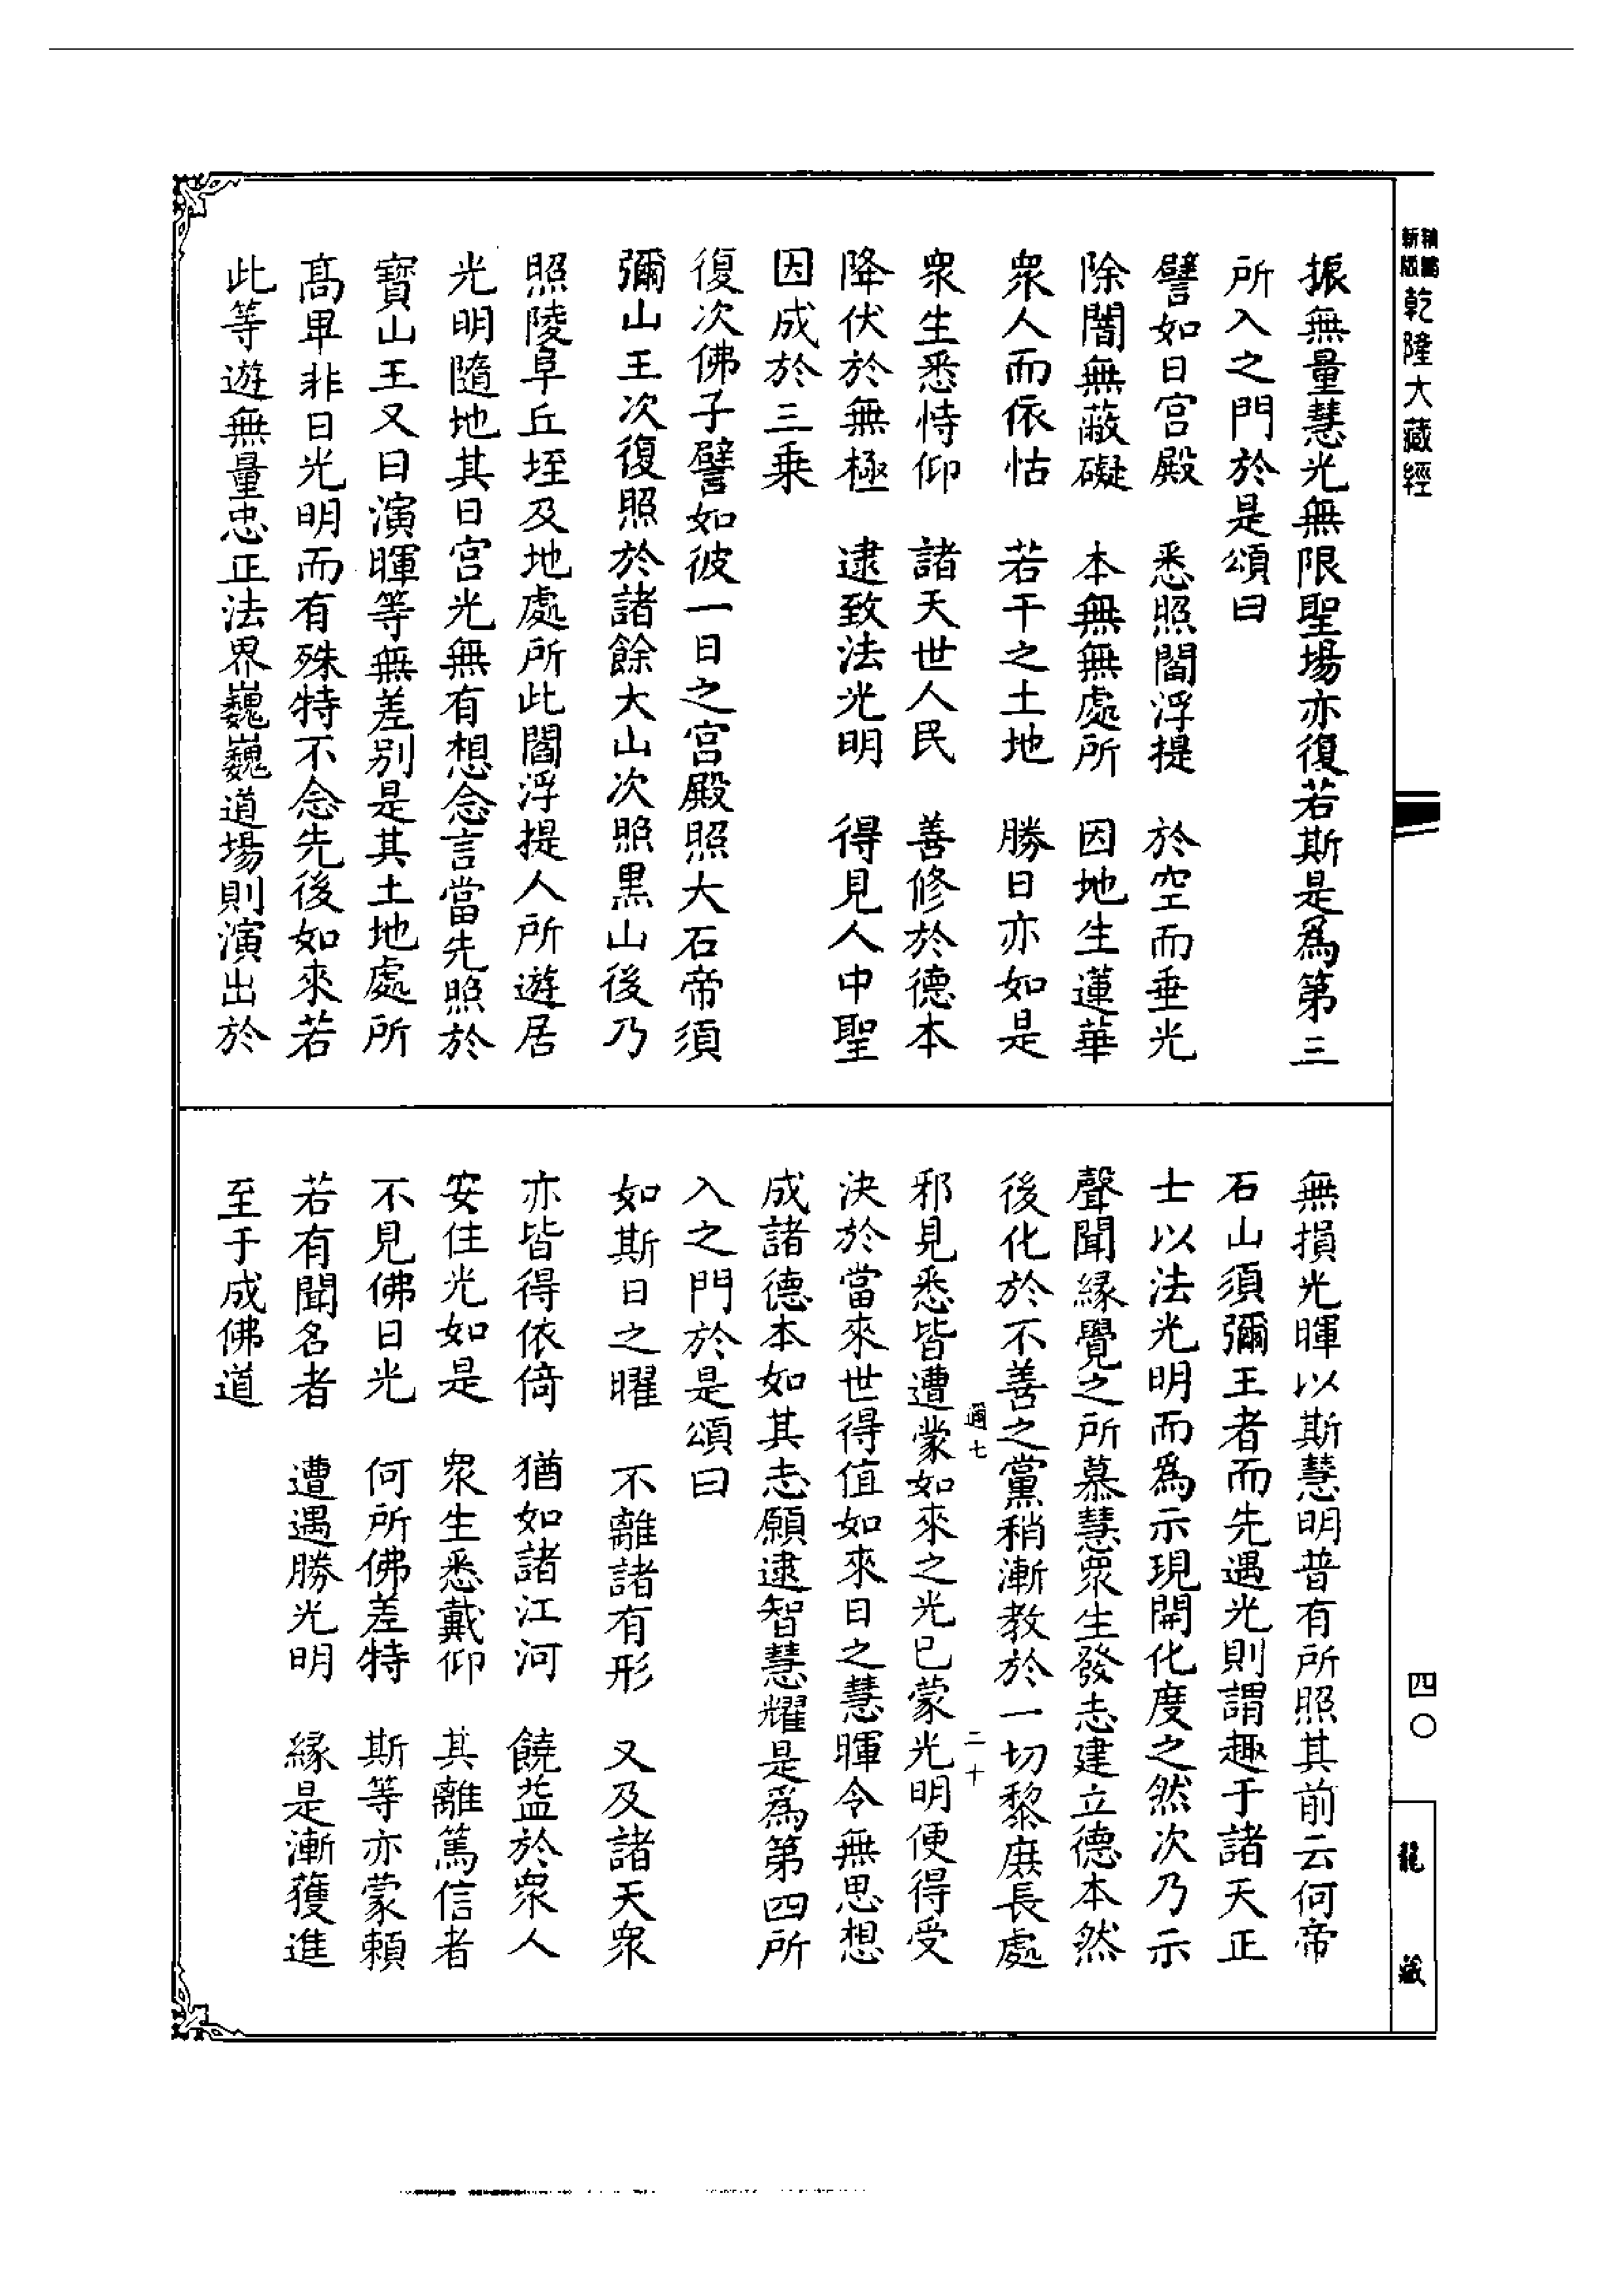 新版
乾隆大藏經
振無量慧光無限聖場亦復若斯是為第三
所入之門於是頌曰
譬如日宮殿　悉照閻浮提　於空而垂光
除闇無蔽礙　本無無處所　因地生蓮華
衆人而依怙　若干之土地　勝日亦如是
衆生悉恃仰　諸天世人民　善修於德本
降伏於無極　逮致法光明　得見人中聖
因成於三乘
復次佛子譬如彼一日之宮殿照大石帝須
彌山王次復照於諸餘大山次照黑山後乃
照陵阜丘垤及地處所此閻浮提人所遊居
光明隨地其日宮光無有想念言當先照於
寶山王又日演暉等無差別是其土地處所
高卑非日光明而有殊特不念先後如來若
此等遊無量忠正法界巍巍道場則演出於
無損光暉以斯慧明普有所照其前云何帝
石山須彌王者而先遇光則謂趣于諸天正
士以法光明而為示現開化度之然次乃示
聲聞緣覺之所慕慧衆生發志建立德本然
後化於不善之黨稍漸教於一切黎庶長處
邪見悉皆遭蒙如來之光已蒙光明便得受
決於當來世得值如來日之慧暉令無思想
成諸德本如其志願逮智慧耀是為第四所
入之門於是頌曰
如斯日之曜　不離諸有形　又及諸天衆
亦皆得依倚　猶如諸江河　饒益於衆人
安住光如是　衆生悉戴仰　其離篤信者
不見佛日光　何所佛差特　斯等亦蒙賴
若有聞名者　遭遇勝光明　緣是漸獲進
至于成佛道
通七
二十
四〇
龍藏